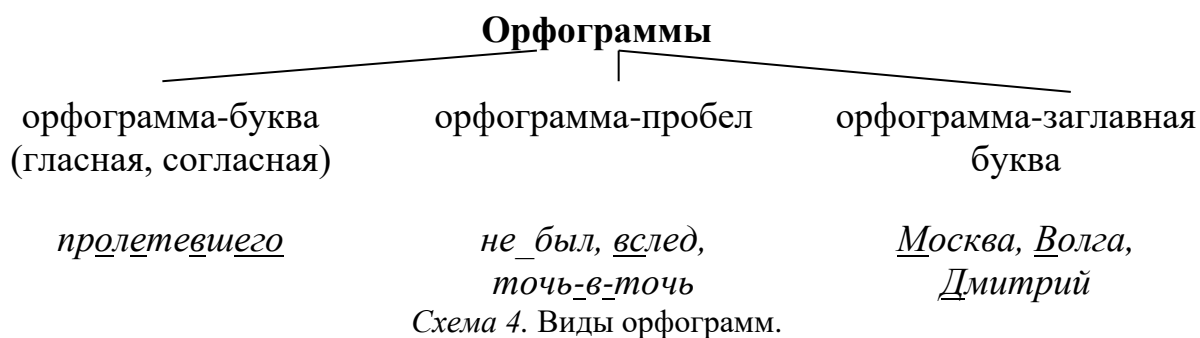 Орфограммы
орфограмма-буква орфограмма-пробел орфограмма-заглавная
(гласная, согласная) буква
пролетевшего не_был, вслед, Москва, Волга,
точь-в-точь Дмитрий
Схема 4. Виды орфограмм.